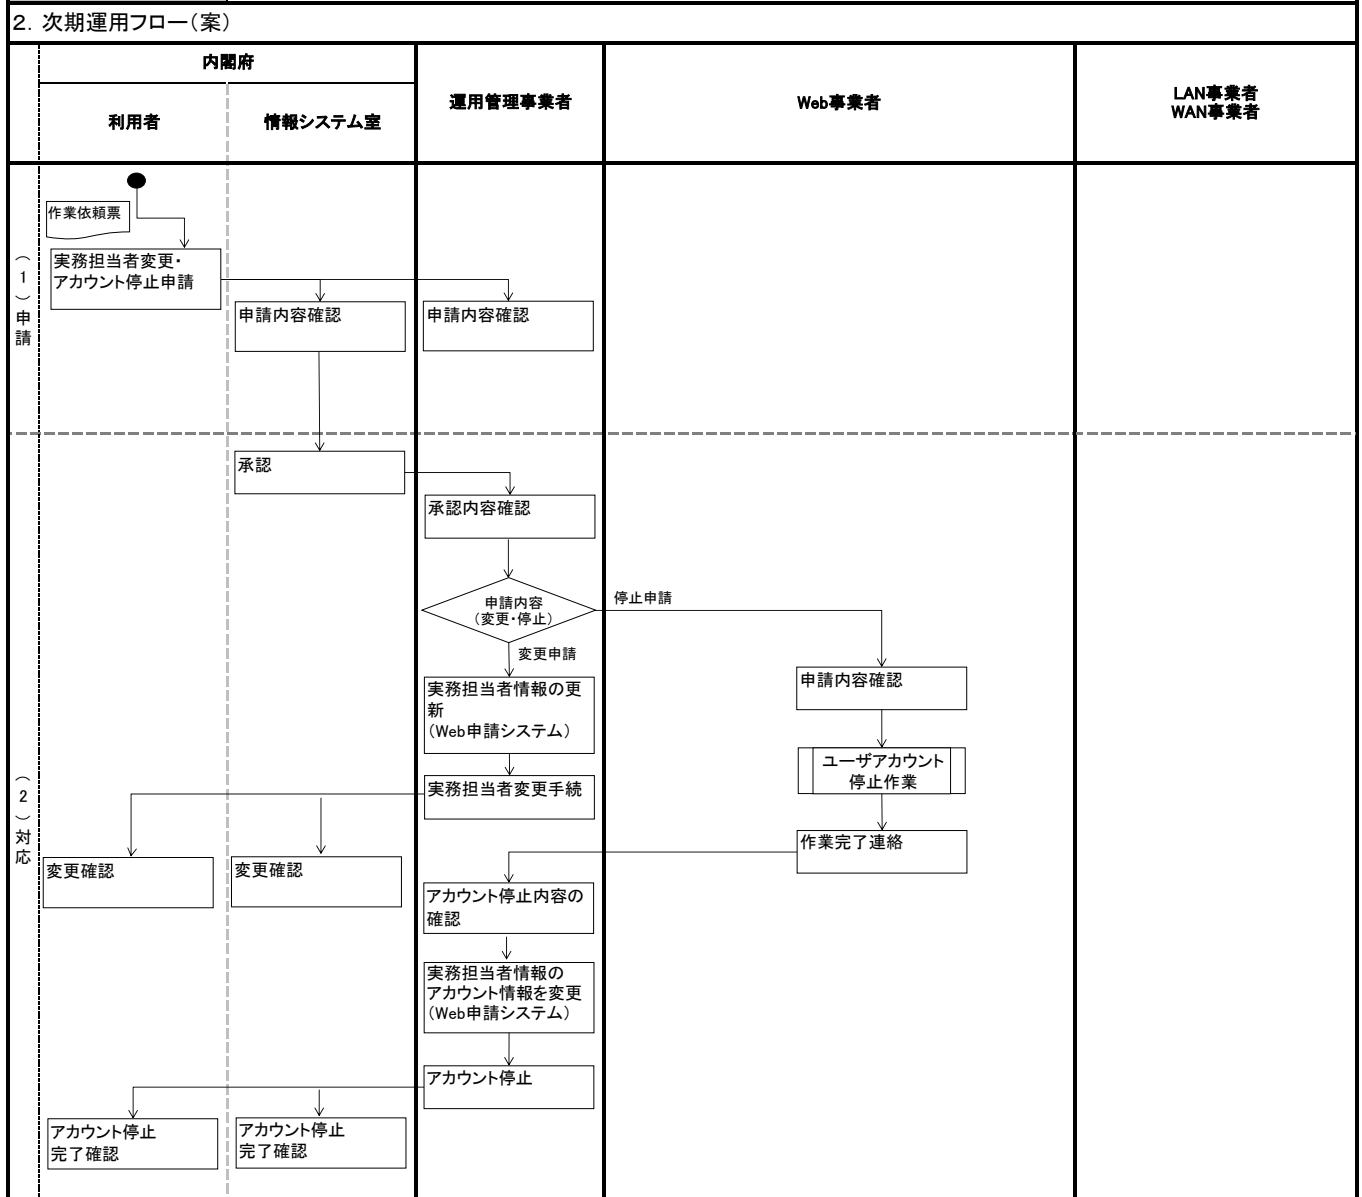 2．次期運用フロー（案）
内閣府
利用者
情報システム室
運用管理事業者
Web事業者
LAN事業者
WAN事業者
（1）申請
作業依頼票
実務担当者変更・
アカウント停止申請
申請内容確認
申請内容確認
（2）対応
承認
承認内容確認
申請内容
（変更・停止）
停止申請
変更申請
申請内容確認
実務担当者情報の更
新
（Web申請システム）
ユーザアカウント
停止作業
実務担当者変更手続
作業完了連絡
変更確認
変更確認
アカウント停止内容の
確認
実務担当者情報の
アカウント情報を変更
（Web申請システム）
アカウント停止
アカウント停止
完了確認
アカウント停止
完了確認